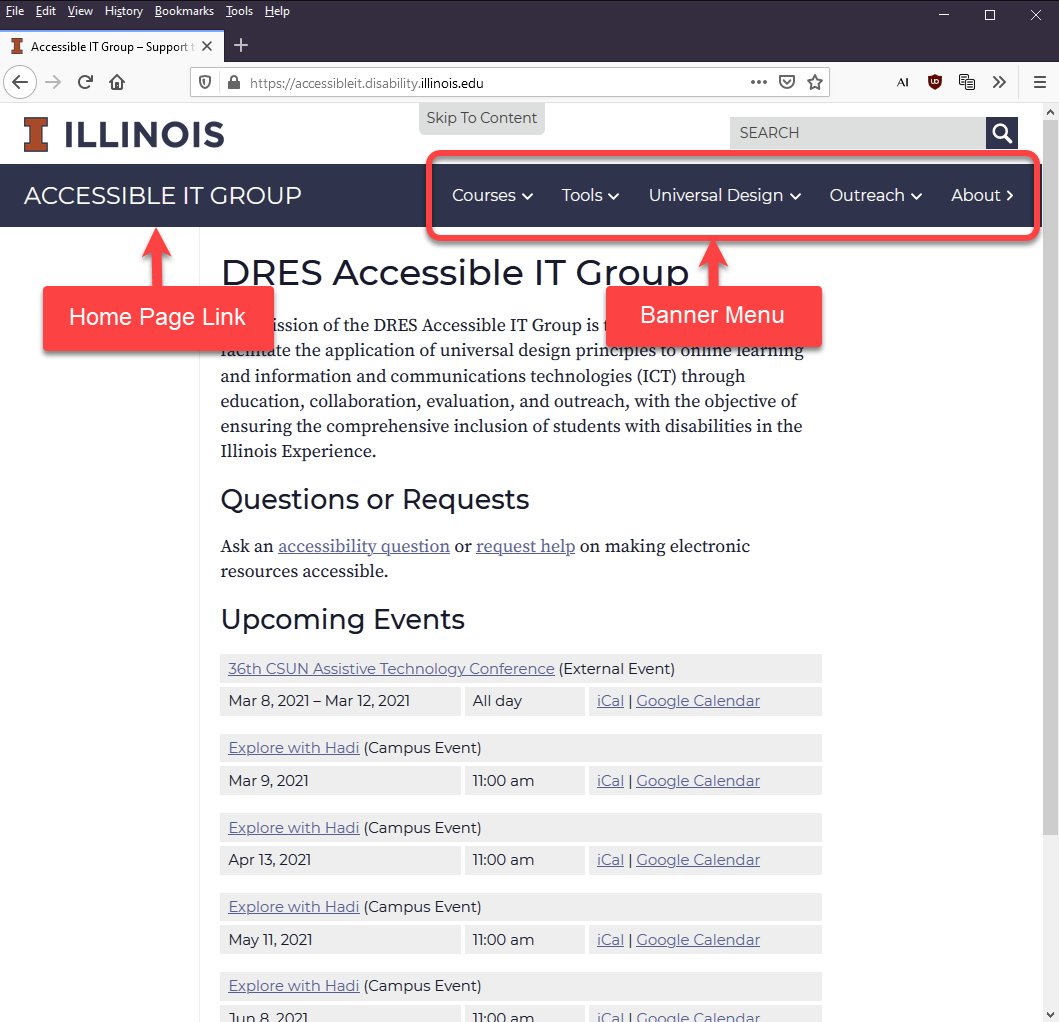 File Edit View History Bookmarks Tools Help
Accessible IT Group – Support
https://accessibleit.disability.illinois.edu
AI
UO
I ILLINOIS
Skip To Content
SEARCH
ACCESSIBLE IT GROUP
Courses Tools Universal Design Outreach About
DRES Accessible IT Group
Home Page Link
Banner Menu
ission of the DRES Accessible IT Group is
facilitate the application of universal design principles to online learning
and information and communications technologies (ICT) through
education, collaboration, evaluation, and outreach, with the objective of
ensuring the comprehensive inclusion of students with disabilities in the
Illinois Experience.
Questions or Requests
Ask an accessibility question or request help on making electronic
resources accessible.
Upcoming Events
36th CSUN Assistive Technology Conference (External Event)
Mar 8, 2021 – Mar 12, 2021 All day iCal | Google Calendar
Explore with Hadi (Campus Event)
Mar 9, 2021 11:00 am iCal | Google Calendar
Explore with Hadi (Campus Event)
Apr 13, 2021 11:00 am iCal | Google Calendar
Explore with Hadi (Campus Event)
May 11, 2021 11:00 am iCal | Google Calendar
Explore with Hadi (Campus Event)
Jun 8, 2021 11:00 am iCal | Google Calendar